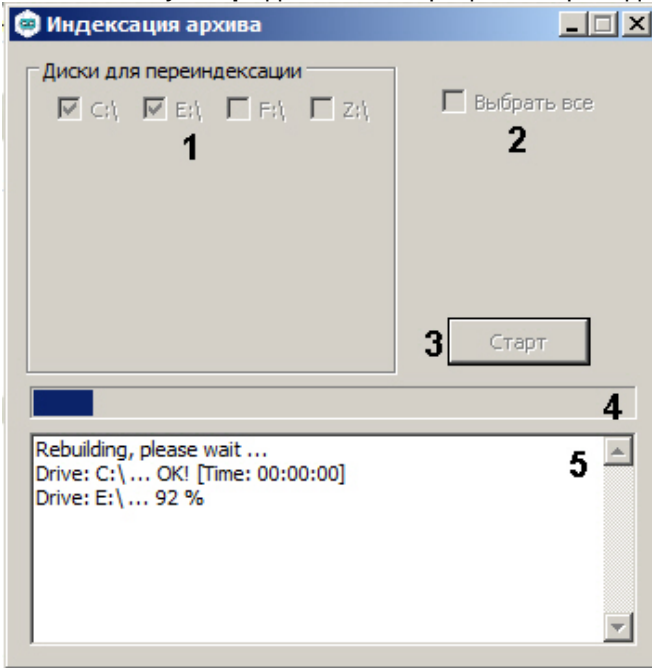 Индексация архива
Диски для переиндексации
C:\ E:\ F:\ Z:\
Выбрать все
1
2
3
Старт
4
Rebuilding, please wait ...
5
Drive: C:\ ... OK! [Time: 00:00:00]
Drive: E:\ ... 92 %